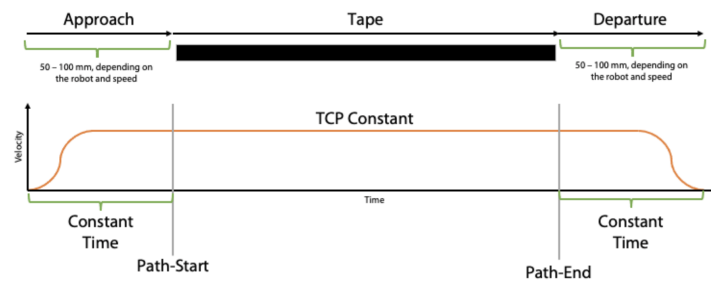 Approach
Tape
Departure
50 – 100 mm, depending on
the robot and speed
50 – 100 mm, depending on
the robot and speed
TCP Constant
Velocity
Time
Constant
Time
Constant
Time
Path-Start
Path-End